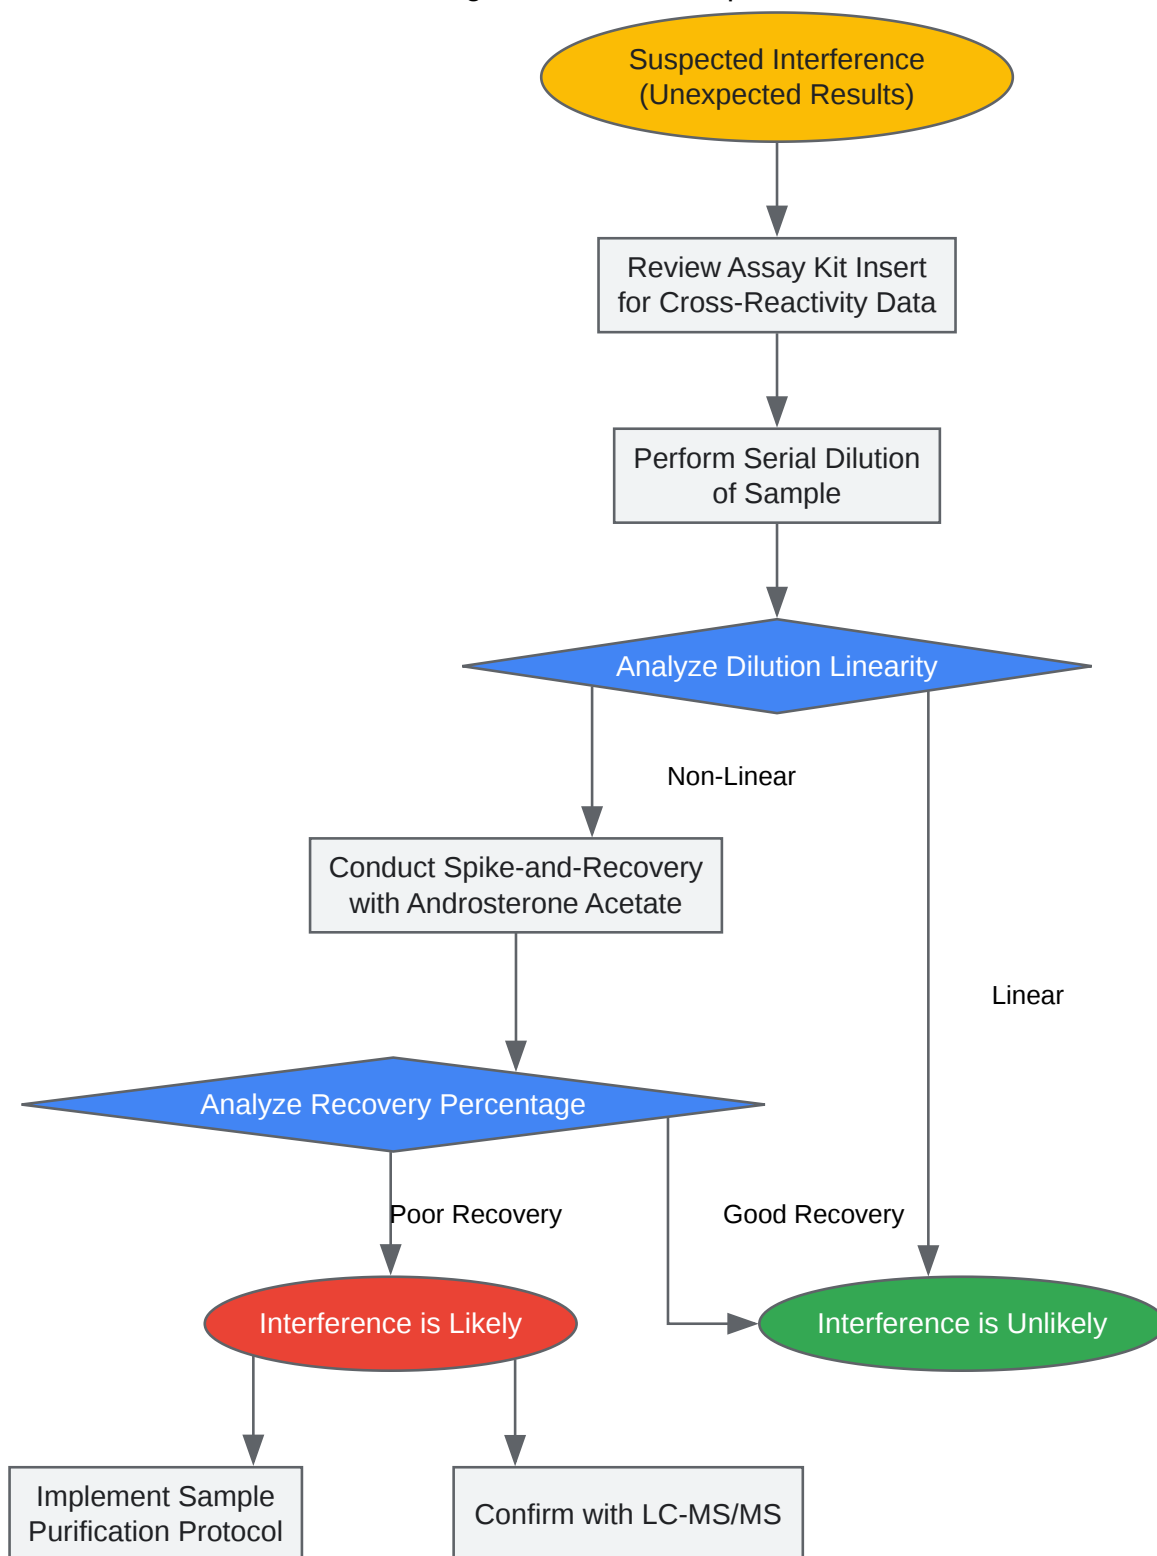 Suspected Interference
(Unexpected Results)
Review Assay Kit Insert
for Cross-Reactivity Data
Perform Serial Dilution
of Sample
Analyze Dilution Linearity
Non-Linear
Conduct Spike-and-Recovery
with Androsterone Acetate
Linear
Analyze Recovery Percentage
Poor Recovery
Good Recovery
Interference is Likely
Interference is Unlikely
Implement Sample
Purification Protocol
Confirm with LC-MS/MS